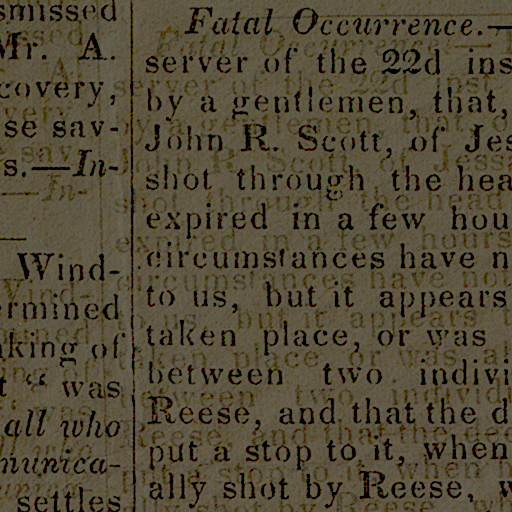 smissed
Mr. A.
covery,
se sav-
s.—In-
Wind-
ermined
king of
t “ was
all who
munica-
settles
Fatal Occurrence.—
server of the 22d ins
by a gentlemen, that,
John R. Scott, of Jes
shot through the hea
expired in a few hou
circumstances have n
to us, but it appears
taken place, or was
between two indivi
Reese, and that the d
put a stop to it, when
ally shot by Reese, w